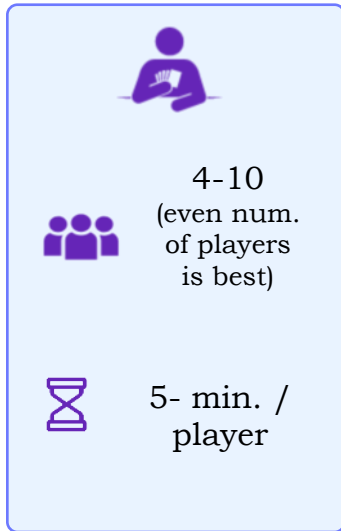 4-10
(even num.
of players
is best)
5- min. /
player